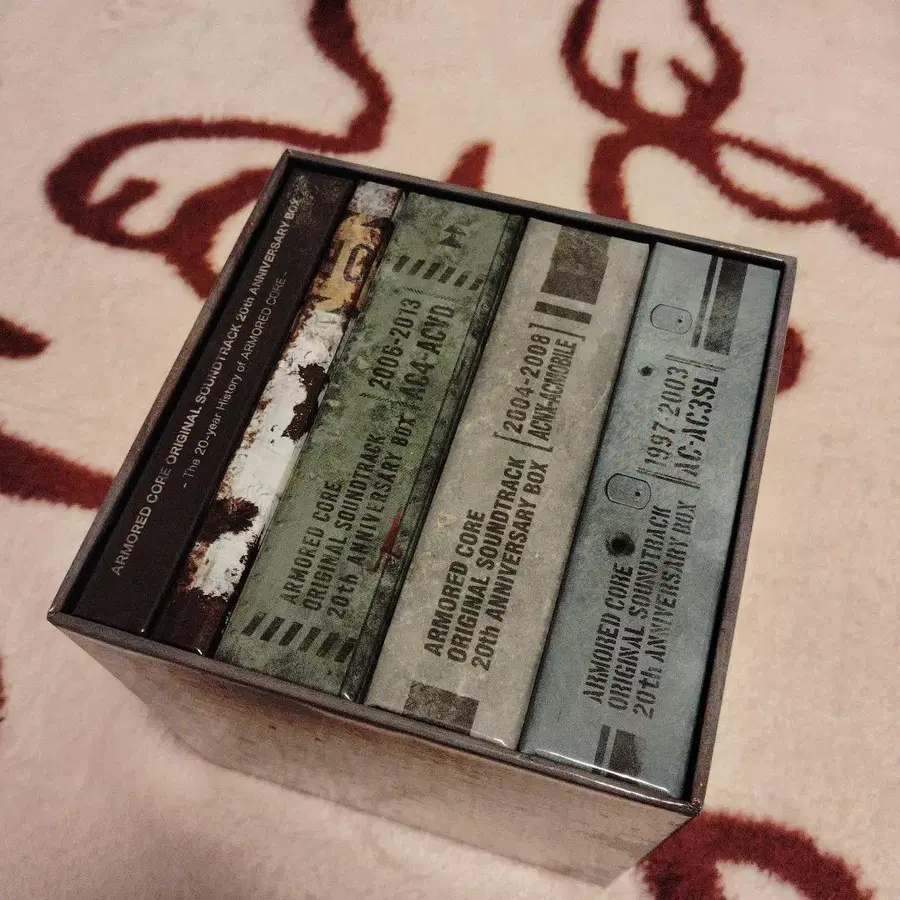 ARMORED CORE ORIGINAL SOUNDTRACK 20th ANNIVERSARY BOX
- The 20-year History of ARMORED CORE -
ARMORED CORE
ORIGINAL SOUNDTRACK
20th ANNIVERSARY BOX
2006-2013
AC4-ACVD
ARMORED CORE
ORIGINAL SOUNDTRACK
20th ANNIVERSARY BOX
[2004-2008]
[ACNX-ACMOBILE]
ARMORED CORE
ORIGINAL SOUNDTRACK
20th ANNIVERSARY BOX
1997-2003
AC-AC3SL